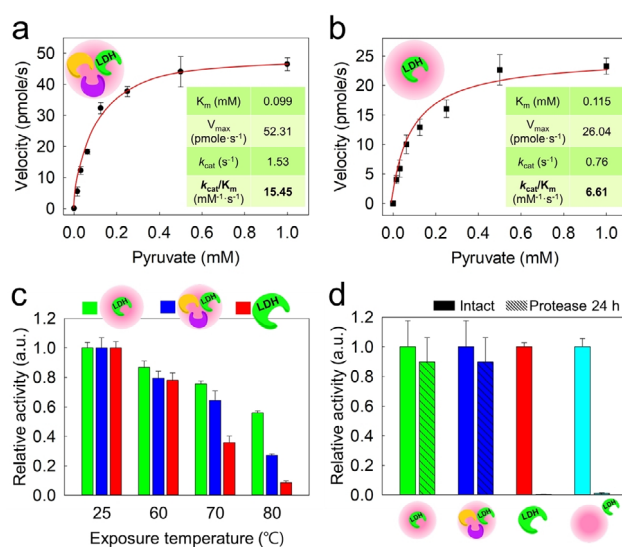 a
LDH
Velocity (pmole/s)
60
50
40
30
20
10
0
Km (mM) 0.099
Vmax (pmole·s-1) 52.31
kcat (s-1) 1.53
kcat/Km (mM-1·s-1) 15.45
0.0 0.2 0.4 0.6 0.8 1.0
Pyruvate (mM)
b
LDH
Velocity (pmole/s)
30
25
20
15
10
5
0
Km (mM) 0.115
Vmax (pmole·s-1) 26.04
kcat (s-1) 0.76
kcat/Km (mM-1·s-1) 6.61
0.0 0.2 0.4 0.6 0.8 1.0
Pyruvate (mM)
c
LDH LDH LDH
Relative activity (a.u.)
1.2
1.0
0.8
0.6
0.4
0.2
0.0
25 60 70 80
Exposure temperature (℃)
d
Intact Protease 24 h
Relative activity (a.u.)
1.2
1.0
0.8
0.6
0.4
0.2
0.0
LDH LDH LDH LDH